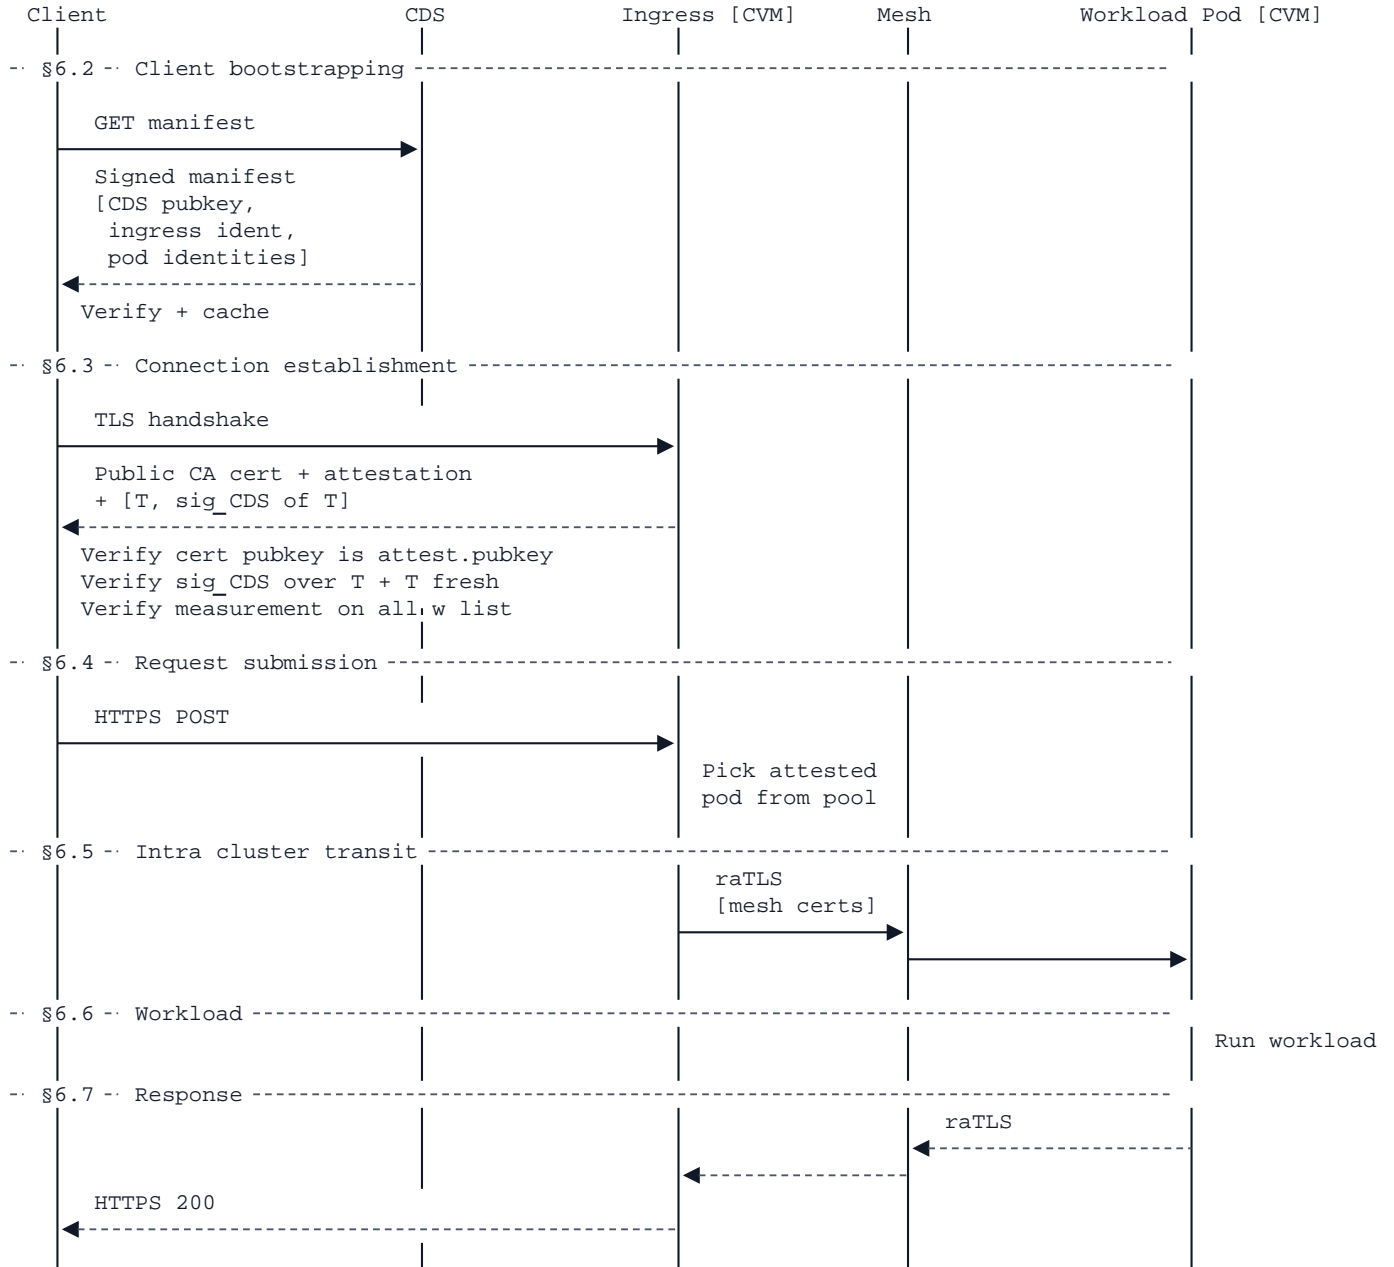 Client CDS Ingress [CVM] Mesh Workload Pod [CVM]
§6.2 Client bootstrapping
GET manifest
Signed manifest
[CDS pubkey,
ingress ident,
pod identities]
Verify + cache
§6.3 Connection establishment
TLS handshake
Public CA cert + attestation
+ [T, sig_CDS of T]
Verify cert pubkey is attest.pubkey
Verify sig_CDS over T + T fresh
Verify measurement on all w list
§6.4 Request submission
HTTPS POST
Pick attested
pod from pool
§6.5 Intra cluster transit
raTLS
[mesh certs]
§6.6 Workload
Run workload
§6.7 Response
raTLS
HTTPS 200